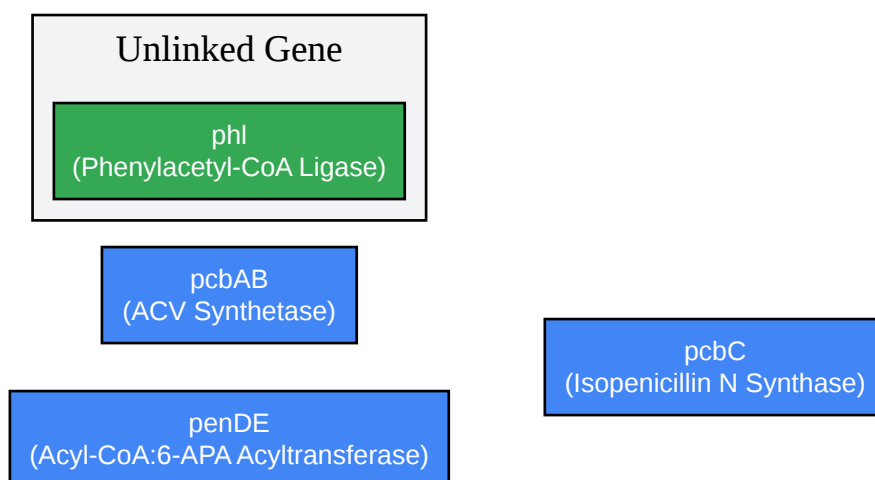 Unlinked Gene
phl
(Phenylacetyl-CoA Ligase)
pcbAB
(ACV Synthetase)
pcbC
(Isopenicillin N Synthase)
penDE
(Acyl-CoA:6-APA Acyltransferase)